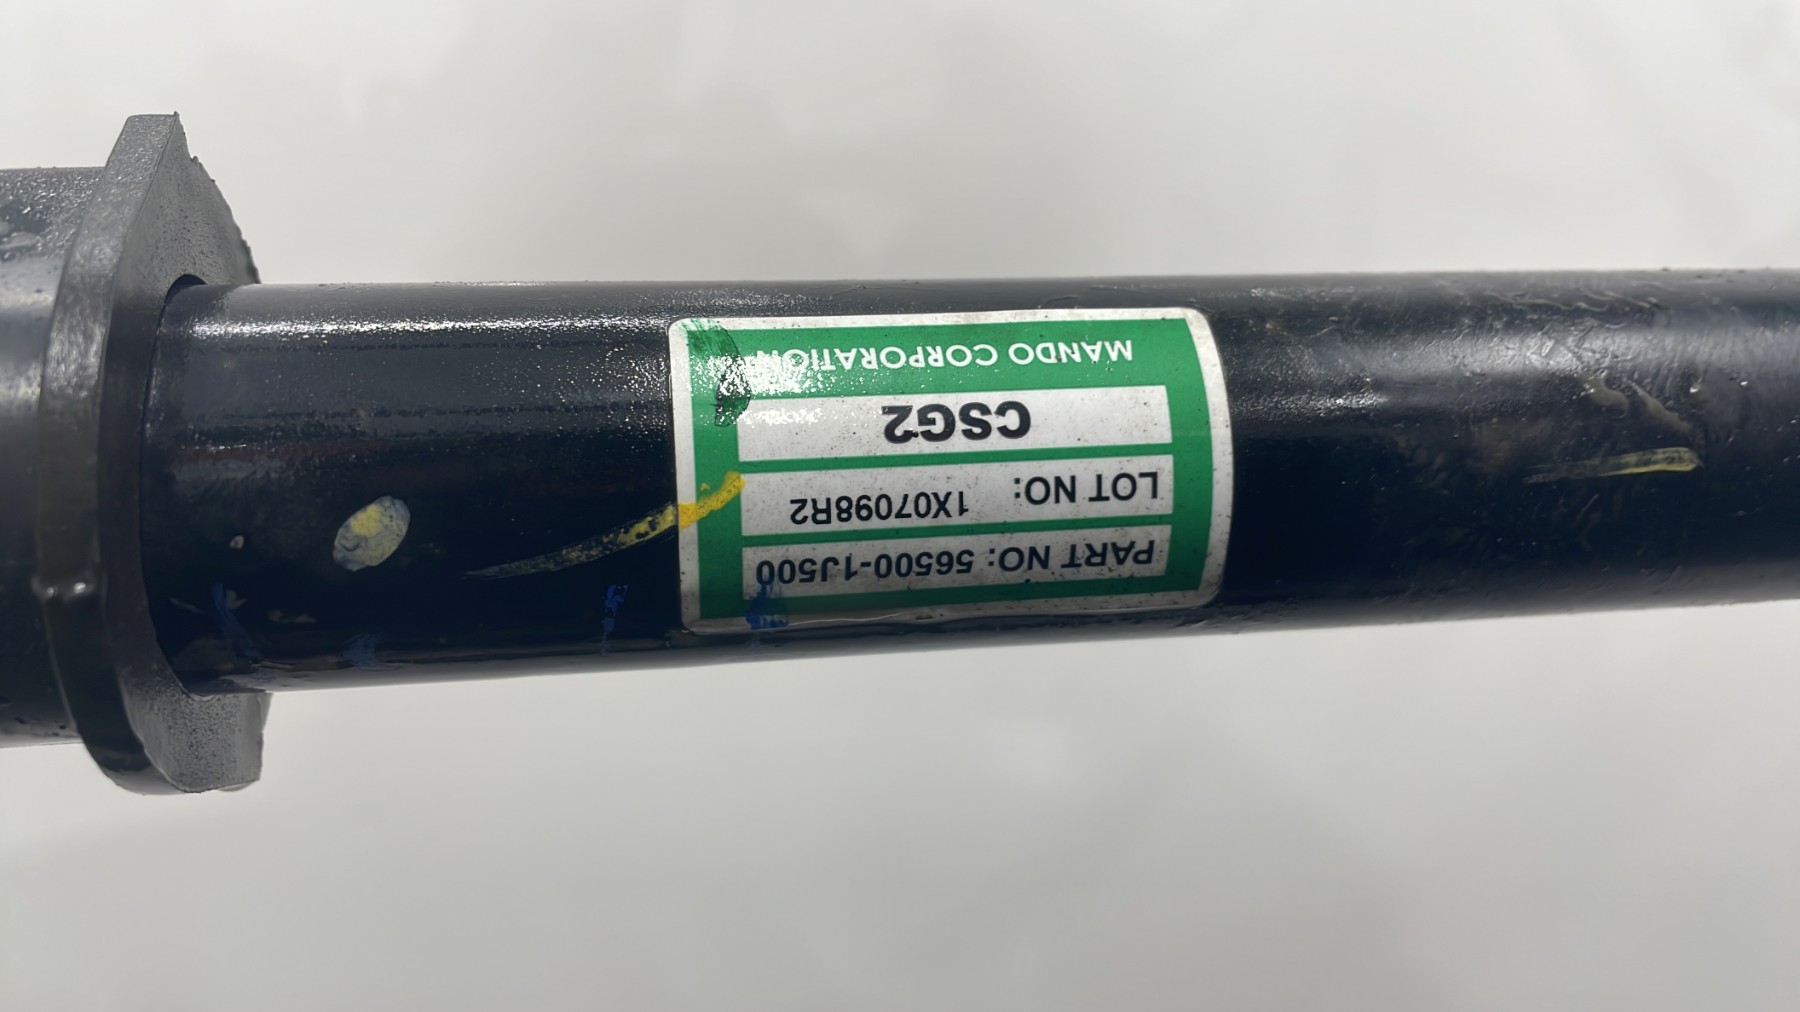 MANDO CORPORATION
CSG2
LOT NO: 1X07098R2
PART NO: 56500-1J500